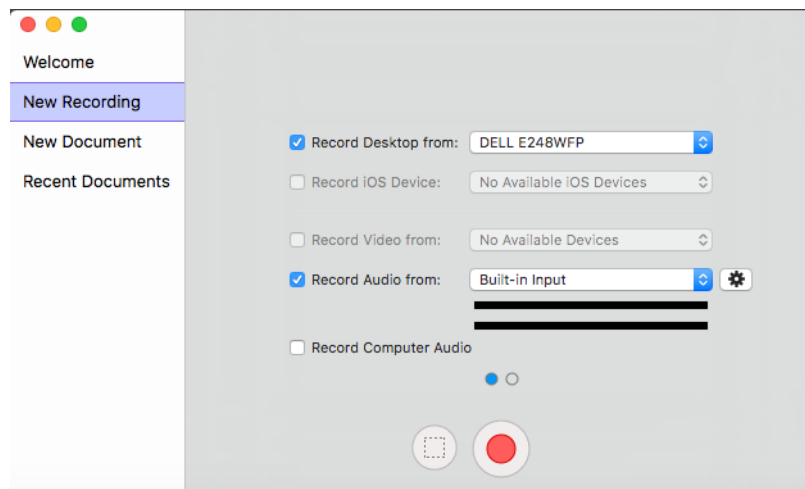 Welcome
New Recording
New Document
Recent Documents
Record Desktop from: DELL E248WFP
Record iOS Device: No Available iOS Devices
Record Video from: No Available Devices
Record Audio from: Built-in Input
Record Computer Audio